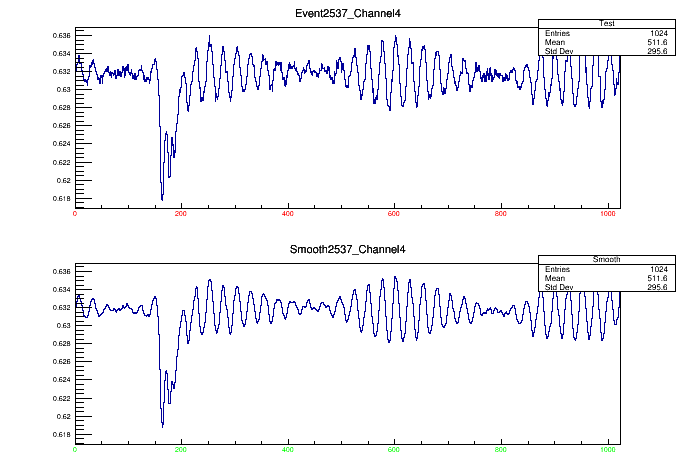 Event2537_Channel4
Test
Entries 1024
Mean 511.6
Std Dev 295.6
0.636
0.634
0.632
0.63
0.628
0.626
0.624
0.622
0.62
0.618
0 200 400 600 800 1000
Smooth2537_Channel4
Smooth
Entries 1024
Mean 511.6
Std Dev 295.6
0.636
0.634
0.632
0.63
0.628
0.626
0.624
0.622
0.62
0.618
0 200 400 600 800 1000